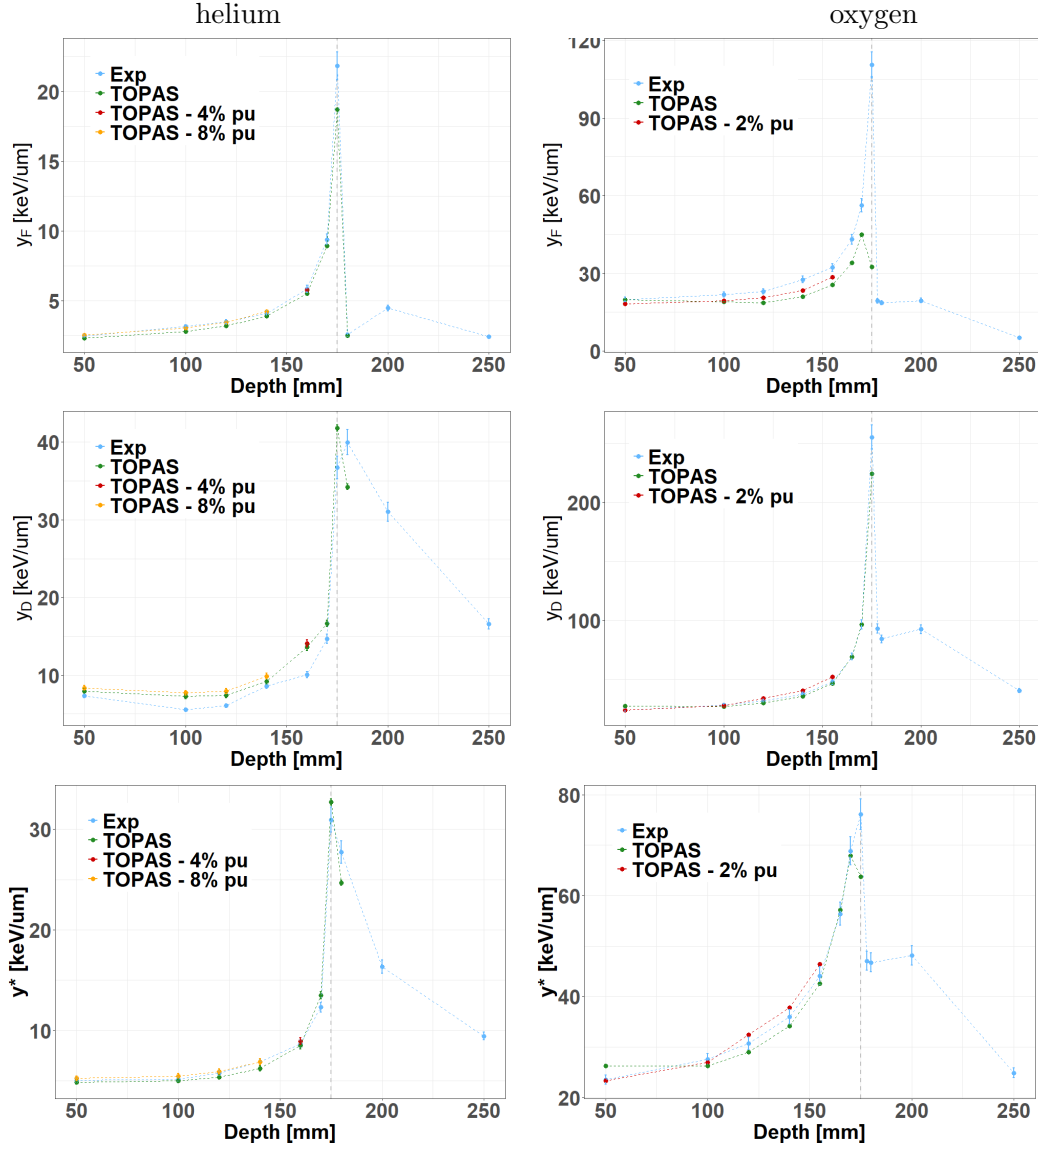 helium
oxygen
20
15
10
5
y_F [keV/um]
Exp
TOPAS
TOPAS - 4% pu
TOPAS - 8% pu
50 100 150 200 250
Depth [mm]
120
90
60
30
0
y_F [keV/um]
Exp
TOPAS
TOPAS - 2% pu
50 100 150 200 250
Depth [mm]
40
30
20
10
y_D [keV/um]
Exp
TOPAS
TOPAS - 4% pu
TOPAS - 8% pu
50 100 150 200 250
Depth [mm]
200
100
y_D [keV/um]
Exp
TOPAS
TOPAS - 2% pu
50 100 150 200 250
Depth [mm]
30
20
10
y* [keV/um]
Exp
TOPAS
TOPAS - 4% pu
TOPAS - 8% pu
50 100 150 200 250
Depth [mm]
80
60
40
20
y* [keV/um]
Exp
TOPAS
TOPAS - 2% pu
50 100 150 200 250
Depth [mm]